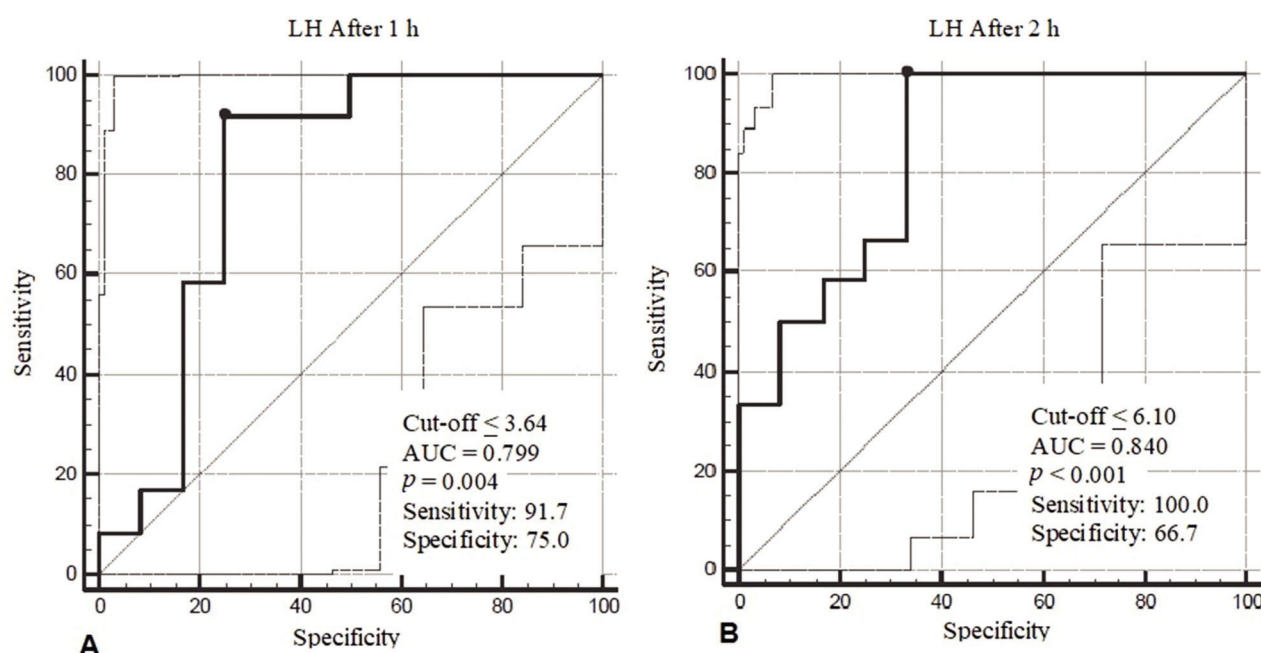 LH After 1 h
100
80
60
40
20
0
Sensitivity
0 20 40 60 80 100
Specificity
Cut-off ≤ 3.64
AUC = 0.799
p = 0.004
Sensitivity: 91.7
Specificity: 75.0
A
LH After 2 h
100
80
60
40
20
0
Sensitivity
0 20 40 60 80 100
Specificity
Cut-off ≤ 6.10
AUC = 0.840
p < 0.001
Sensitivity: 100.0
Specificity: 66.7
B